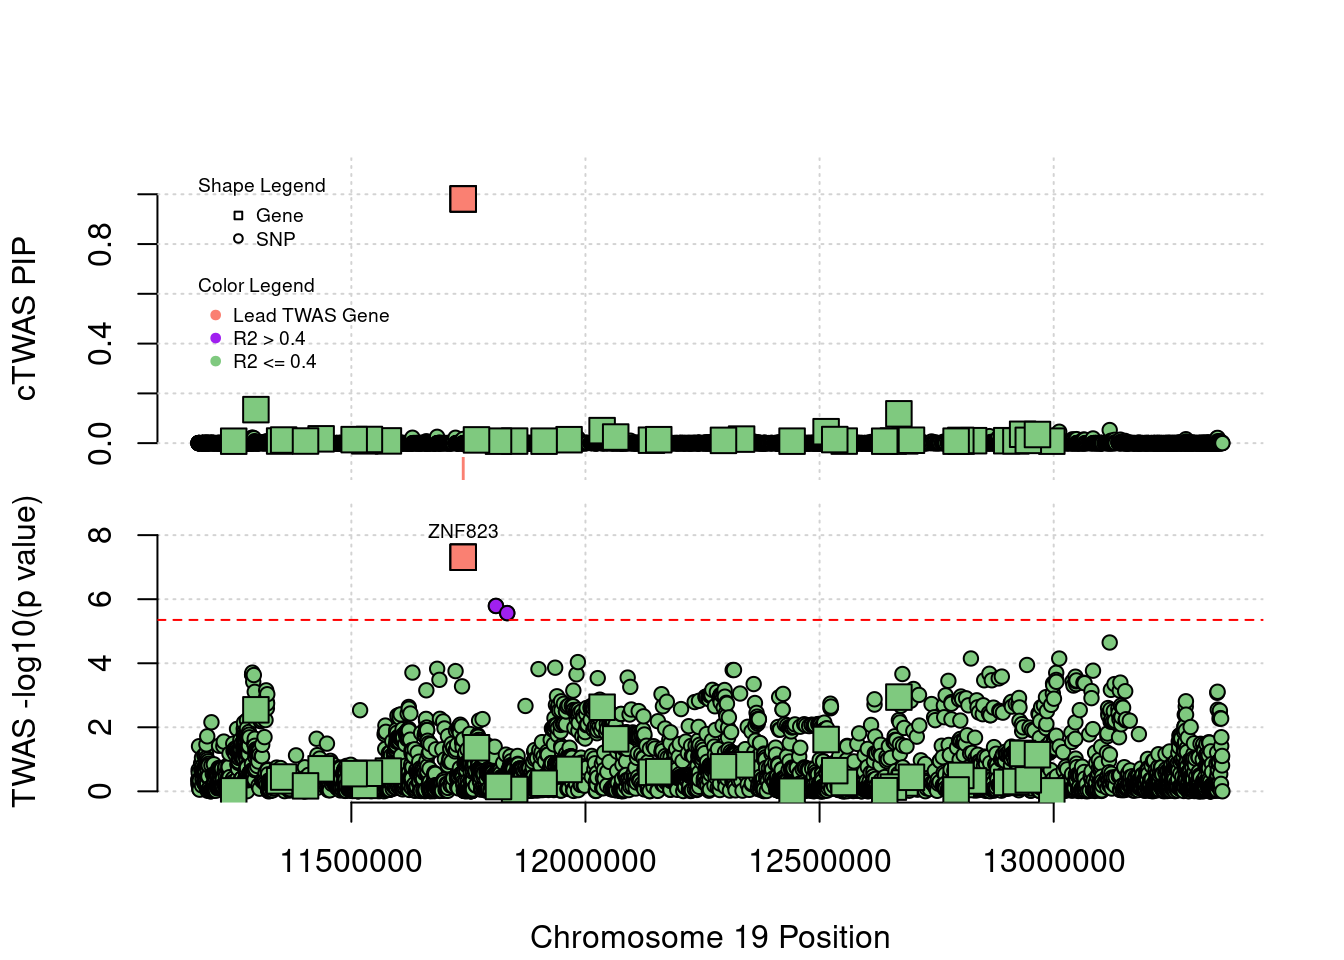 Shape Legend
Gene
SNP
Color Legend
Lead TWAS Gene
R2 > 0.4
R2 <= 0.4
cTWAS PIP
0.8
0.4
0.0
ZNF823
TWAS -log10(p value)
8
6
4
2
0
11500000 12000000 12500000 13000000
Chromosome 19 Position